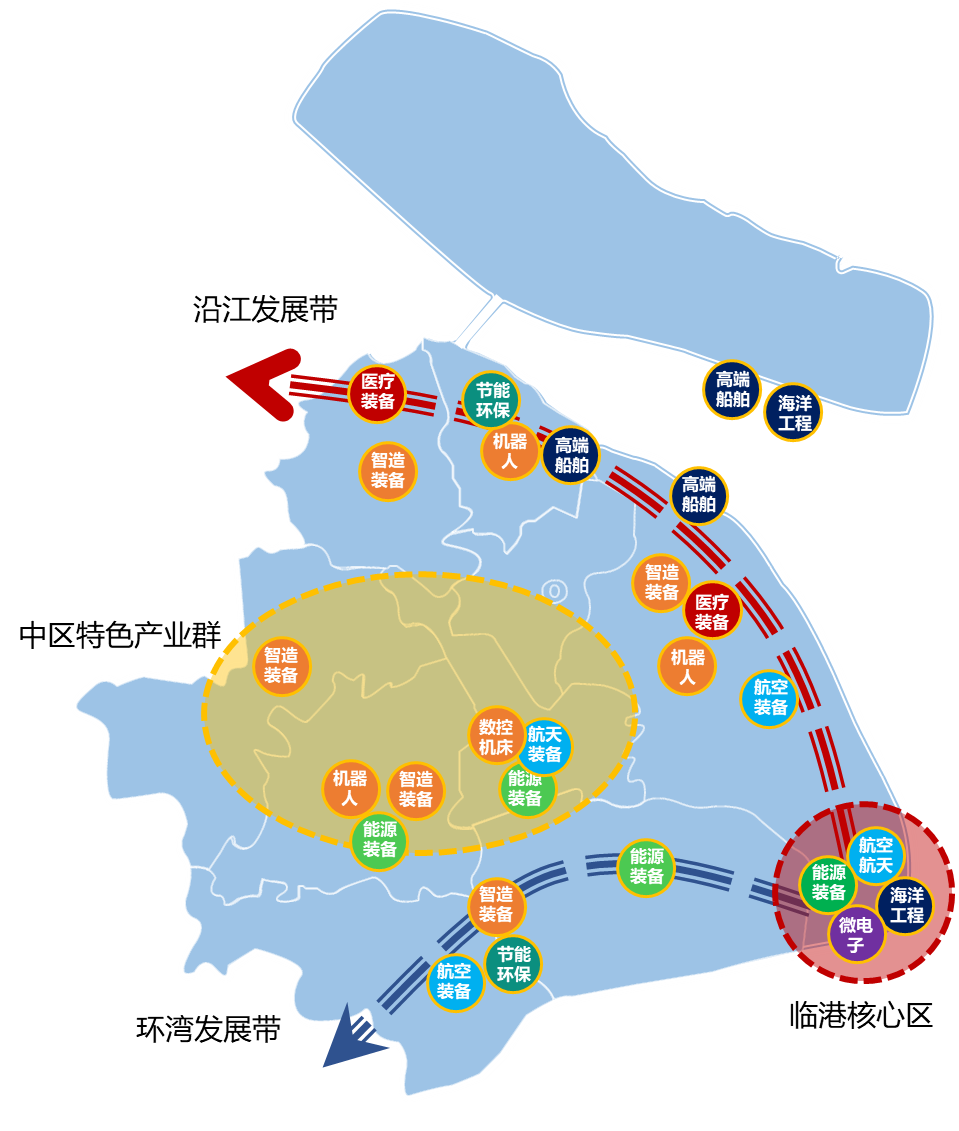 沿江发展带
高端
船舶
海洋
工程
医疗
装备
节能
环保
机器
人
高端
船舶
智造
装备
高端
船舶
智造
装备
医疗
装备
机器
人
航空
装备
中区特色产业群
智造
装备
数控
机床
航天
装备
能源
装备
机器
人
智造
装备
能源
装备
能源
装备
航空
航天
能源
装备
海洋
工程
微电
子
智造
装备
节能
环保
航空
装备
临港核心区
环湾发展带